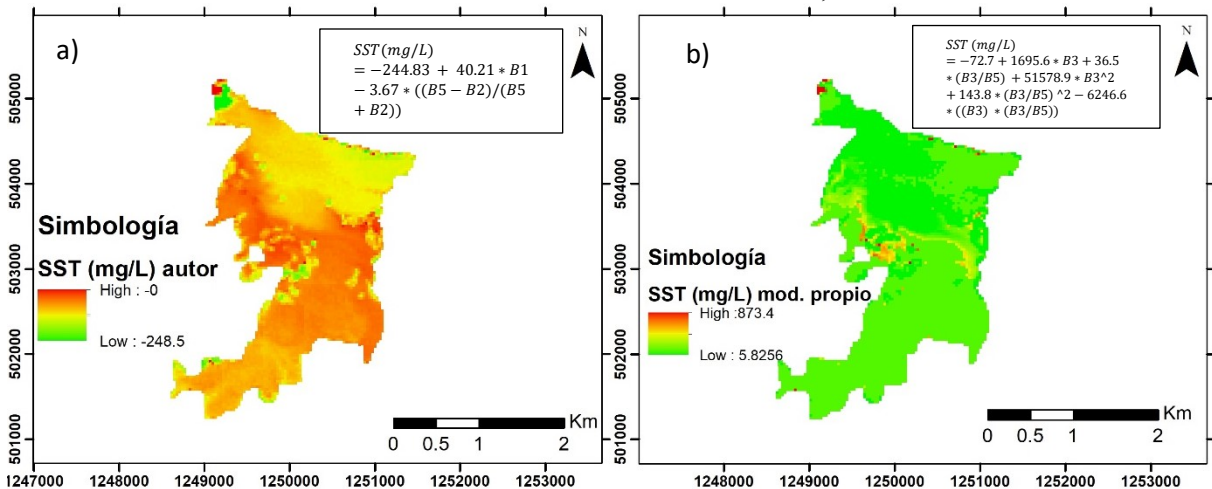 a)
SST(mg/L)
= −244.83 + 40.21 * B1
− 3.67 * ((B5 − B2)/(B5
+ B2))
N
505000
504000
503000
502000
501000
Simbología
SST (mg/L) autor
High : -0
Low : -248.5
Km
0 0.5 1 2
1247000 1248000 1249000 1250000 1251000 1252000 1253000
b)
SST (mg/L)
= −72.7 + 1695.6 * B3 + 36.5
* (B3/B5) + 51578.9 * B3^2
+ 143.8 * (B3/B5) ^2 − 6246.6
* ((B3) * (B3/B5))
N
505000
504000
503000
502000
501000
Simbología
SST (mg/L) mod. propio
High :873.4
Low : 5.8256
Km
0 0.5 1 2
1248000 1249000 1250000 1251000 1252000 1253000